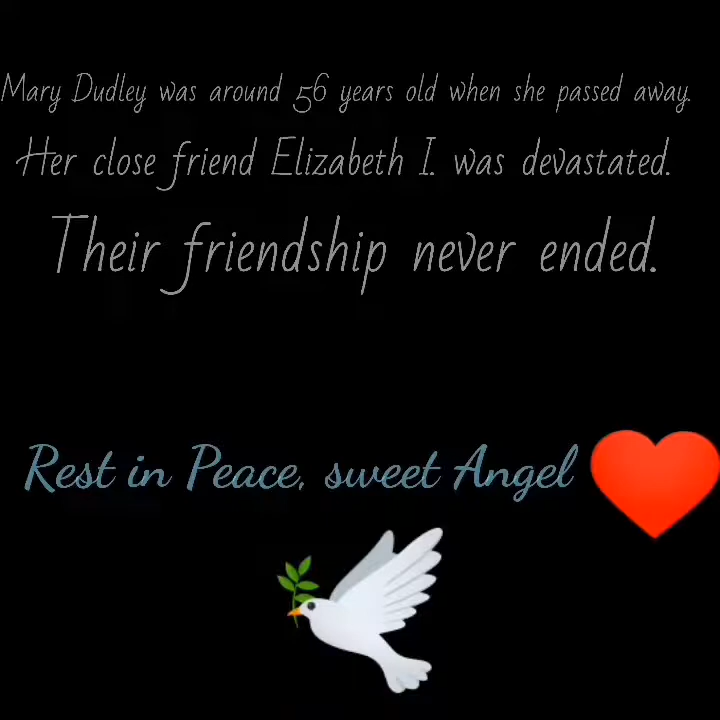 Mary Dudley was around 56 years old when she passed away.
Her close friend Elizabeth I. was devastated.
Their friendship never ended.
Rest in Peace, sweet Angel